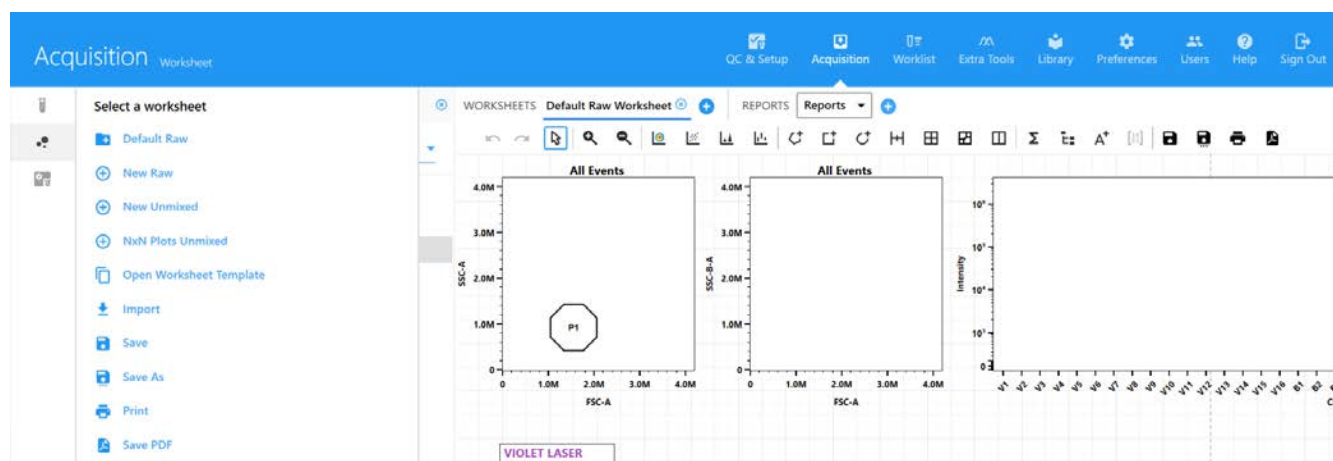 Acquisition Worksheet
QC & Setup Acquisition Worklist Extra Tools Library Preferences Users Help Sign Out
Select a worksheet
Default Raw
New Raw
New Unmixed
NxN Plots Unmixed
Open Worksheet Template
Import
Save
Save As
Print
Save PDF
WORKSHEETS Default Raw Worksheet REPORTS Reports
All Events
4.0M
3.0M
2.0M
1.0M
0
SSC-A
P1
0 1.0M 2.0M 3.0M 4.0M
FSC-A
All Events
4.0M
3.0M
2.0M
1.0M
0
SSC-B-A
0 1.0M 2.0M 3.0M 4.0M
FSC-A
Intensity
0
V1 V2 V3 V4 V5 V6 V7 V8 V9 V10 V11 V12 V13 V14 V15 V16 B1 B2
VIOLET LASER